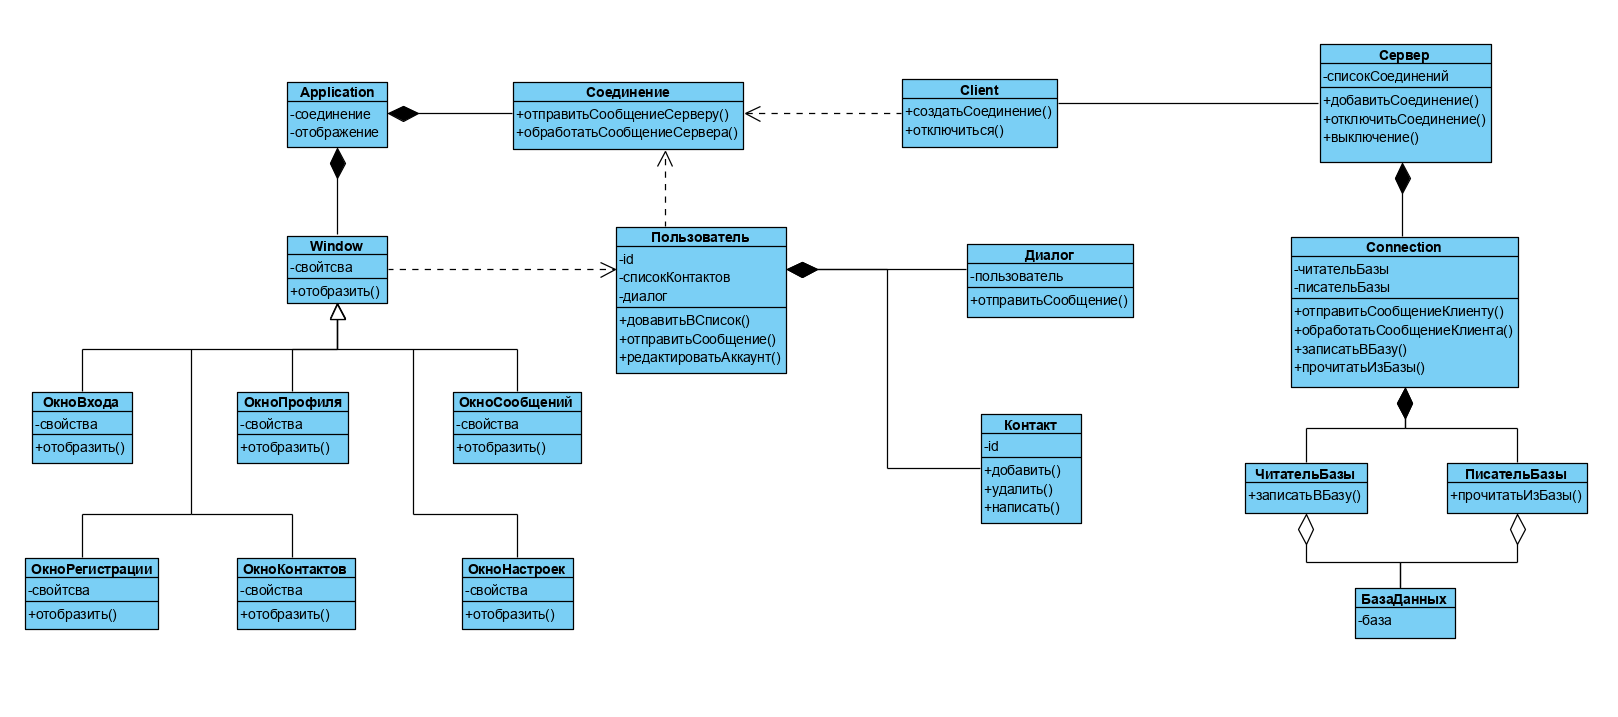 Application
-соединение
-отображение
Соединение
+отправитьСообщениеСерверу()
+обработатьСообщениеСервера()
Client
+создатьСоединение()
+отключиться()
Сервер
-списокСоединений
+добавитьСоединение()
+отключитьСоединение()
+выключение()
Window
-свойтсва
+отобразить()
Пользователь
-id
-списокКонтактов
-диалог
+довавитьВСписок()
+отправитьСообщение()
+редактироватьАккаунт()
Диалог
-пользователь
+отправитьСообщение()
Connection
-читательБазы
-писательБазы
+отправитьСообщениеКлиенту()
+обработатьСообщениеКлиента()
+записатьВБазу()
+прочитатьИзБазы()
ОкноВхода
-свойства
+отобразить()
ОкноПрофиля
-свойства
+отобразить()
ОкноСообщений
-свойства
+отобразить()
Контакт
-id
+добавить()
+удалить()
+написать()
ЧитательБазы
+записатьВБазу()
ПисательБазы
+прочитатьИзБазы()
ОкноРегистрации
-свойтсва
+отобразить()
ОкноКонтактов
-свойства
+отобразить()
ОкноНастроек
-свойства
+отобразить()
БазаДанных
-база